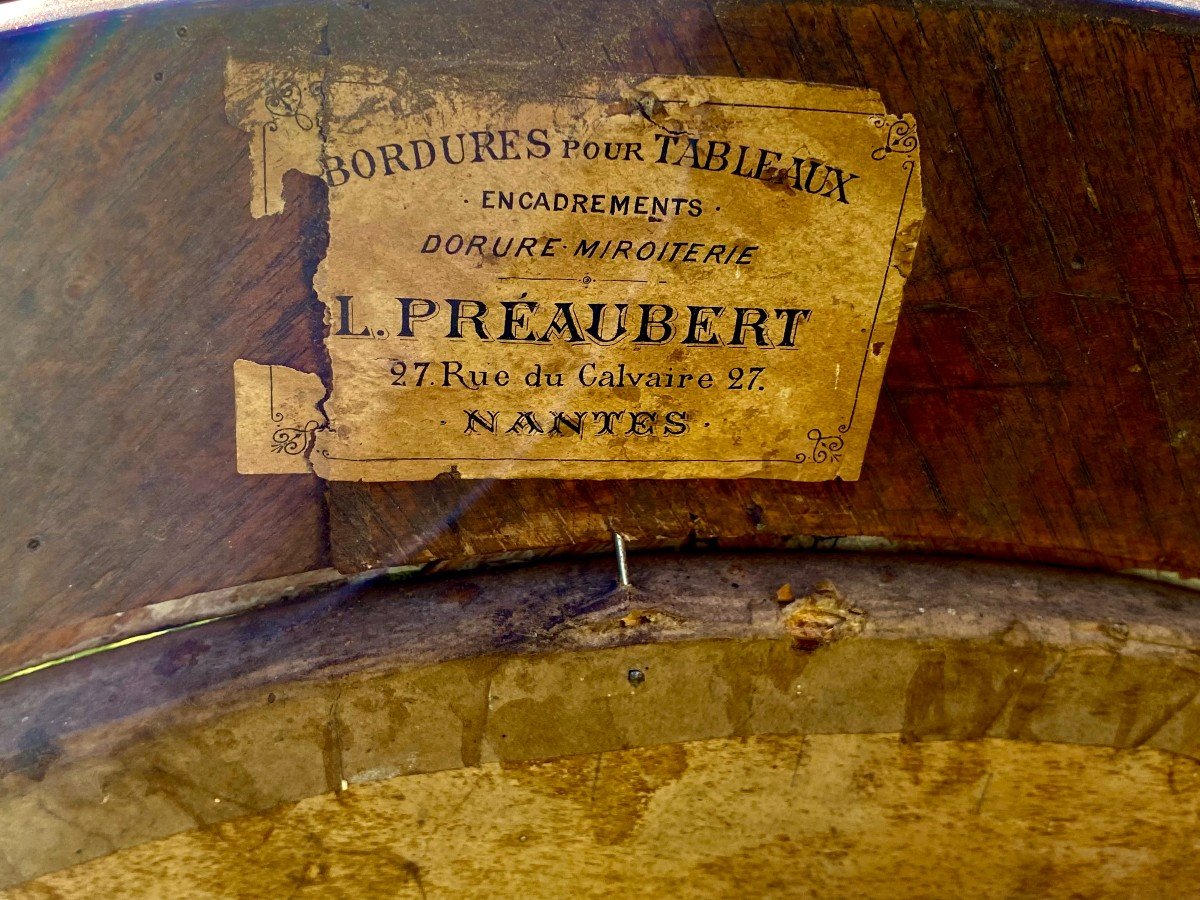 BORDURES POUR TABLEAUX
· ENCADREMENTS ·
DORURE · MIROITERIE
L. PRÉAUBERT
27. Rue du Calvaire 27.
· NANTES ·